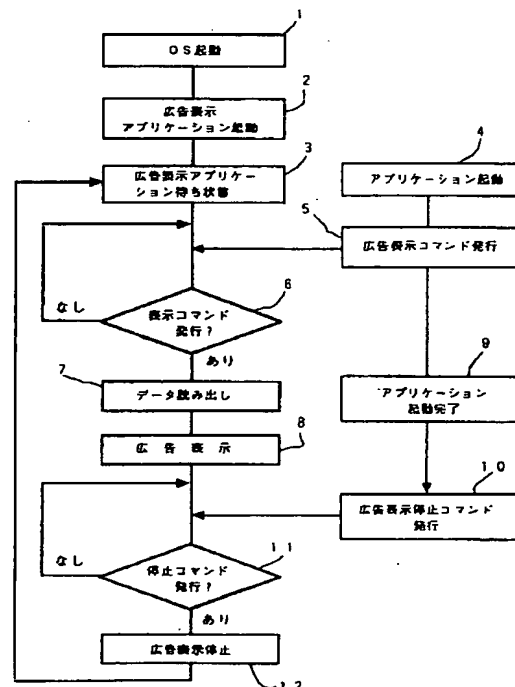 1
OS起動
2
広告表示
アプリケーション起動
3
広告表示アプリケー
ション待ち状態
4
アプリケーション起動
5
広告表示コマンド発行
6
表示コマンド
発行?
なし
あり
7
データ読み出し
8
広告表示
9
アプリケーション
起動完了
10
広告表示停止コマンド
発行
11
停止コマンド
発行?
なし
あり
広告表示停止
12